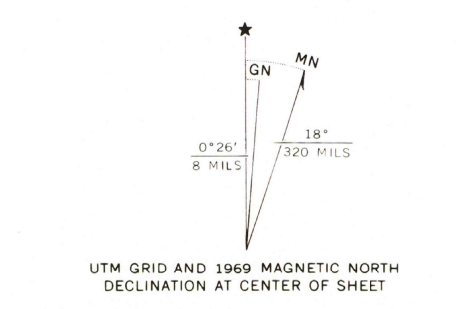 MN
GN
0°26'
8 MILS
18°
320 MILS
UTM GRID AND 1969 MAGNETIC NORTH
DECLINATION AT CENTER OF SHEET